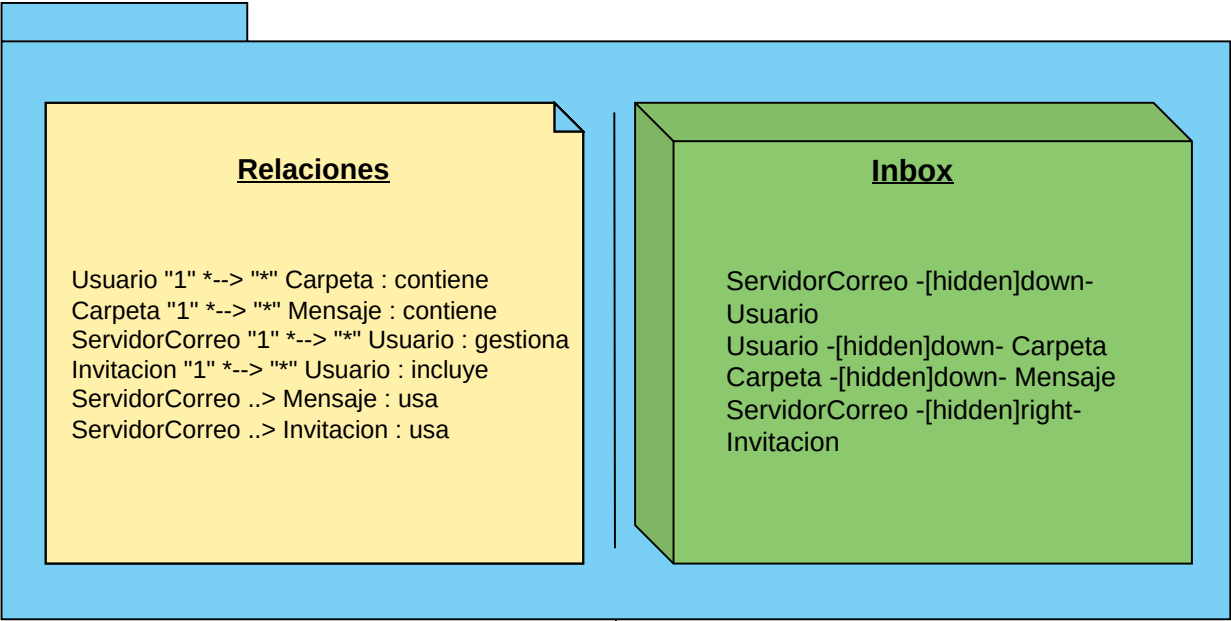 Relaciones
Usuario "1" *--> "*" Carpeta : contiene
Carpeta "1" *--> "*" Mensaje : contiene
ServidorCorreo "1" *--> "*" Usuario : gestiona
Invitacion "1" *--> "*" Usuario : incluye
ServidorCorreo ..> Mensaje : usa
ServidorCorreo ..> Invitacion : usa
Inbox
ServidorCorreo -[hidden]down-
Usuario
Usuario -[hidden]down- Carpeta
Carpeta -[hidden]down- Mensaje
ServidorCorreo -[hidden]right-
Invitacion